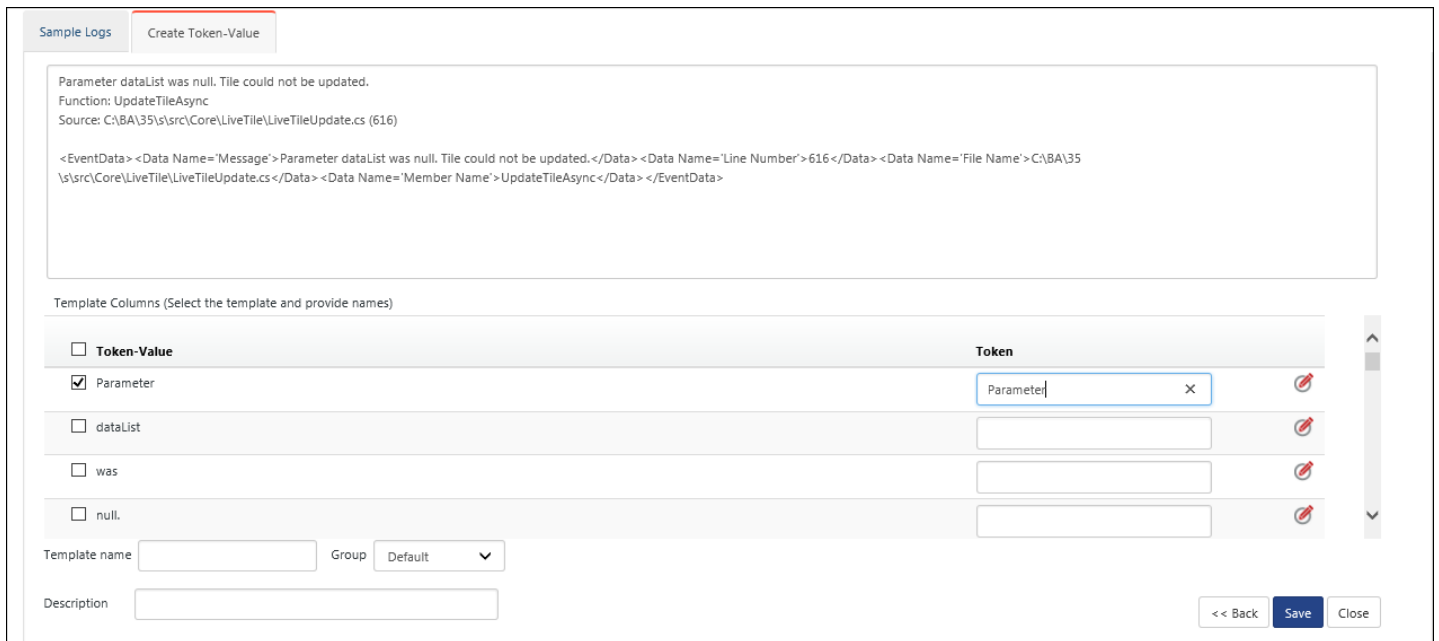 Sample Logs
Create Token-Value
Parameter dataList was null. Tile could not be updated.
Function: UpdateTileAsync
Source: C:\BA\35\s\src\Core\LiveTile\LiveTileUpdate.cs (616)
<EventData><Data Name='Message'>Parameter dataList was null. Tile could not be updated.</Data><Data Name='Line Number'>616</Data><Data Name='File Name'>C:\BA\35
\s\src\Core\LiveTile\LiveTileUpdate.cs</Data><Data Name='Member Name'>UpdateTileAsync</Data></EventData>
Template Columns (Select the template and provide names)
Token-Value Token
Parameter Parameter
dataList
was
null.
Template name Group Default
Description
<< Back Save Close